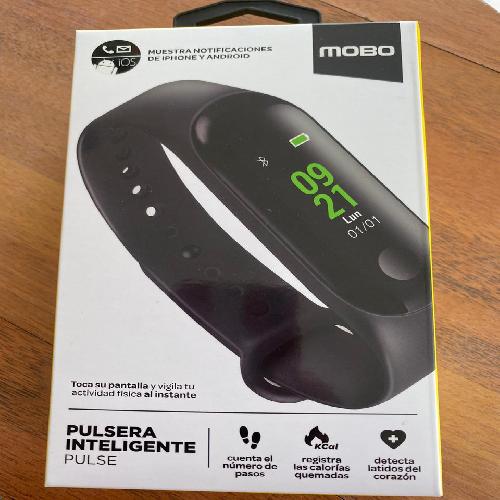 MUESTRA NOTIFICACIONES
DE IPHONE Y ANDROID
iOS
MOBO
09
21
Lun
01/01
Toca su pantalla y vigila tu
actividad física al instante
PULSERA
INTELIGENTE
PULSE
cuenta el
número de
pasos
KCal
registra
las calorías
quemadas
detecta
latidos del
corazón